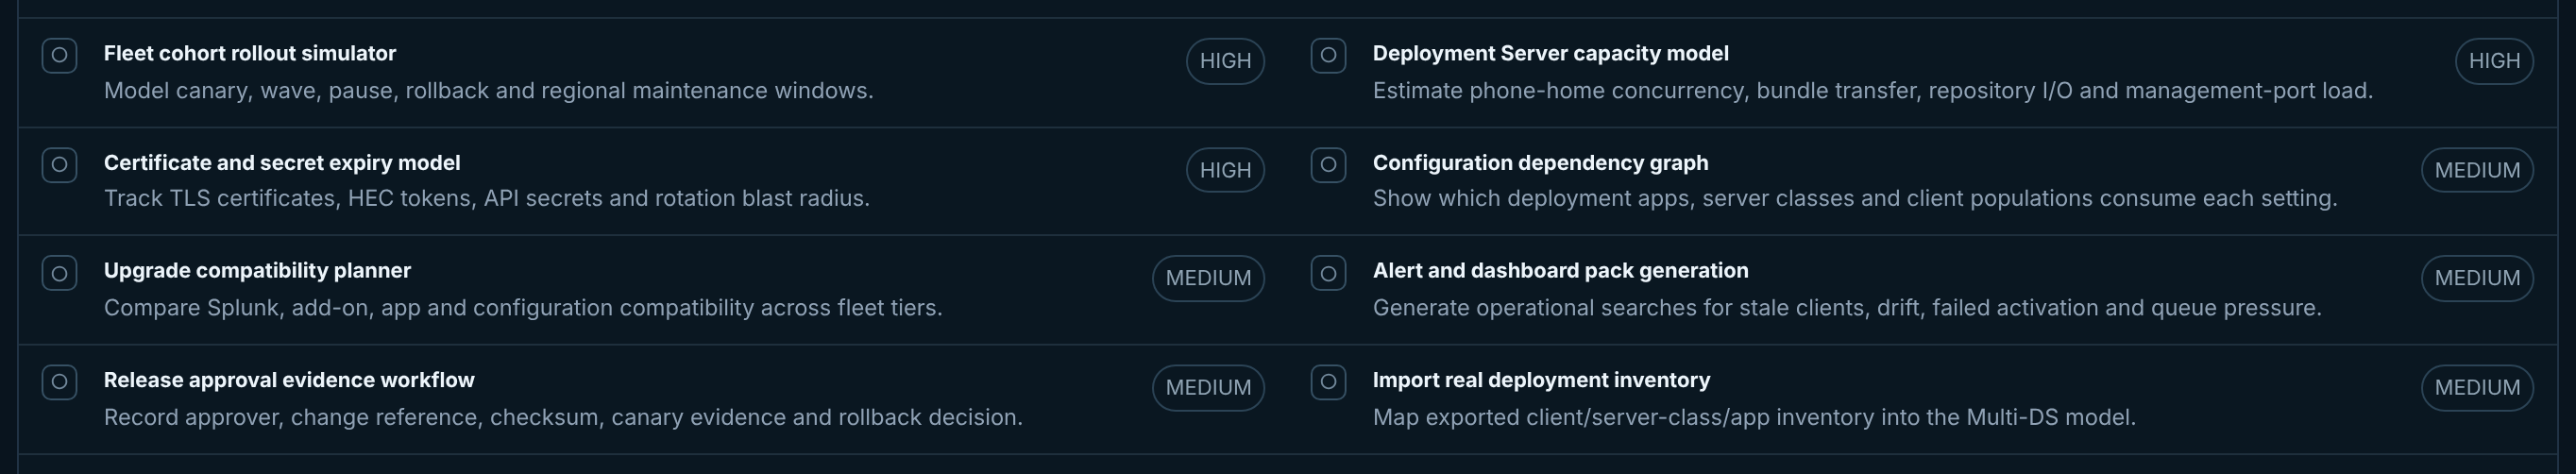 Fleet cohort rollout simulator
Model canary, wave, pause, rollback and regional maintenance windows.
HIGH
Deployment Server capacity model
Estimate phone-home concurrency, bundle transfer, repository I/O and management-port load.
HIGH
Certificate and secret expiry model
Track TLS certificates, HEC tokens, API secrets and rotation blast radius.
HIGH
Configuration dependency graph
Show which deployment apps, server classes and client populations consume each setting.
MEDIUM
Upgrade compatibility planner
Compare Splunk, add-on, app and configuration compatibility across fleet tiers.
MEDIUM
Alert and dashboard pack generation
Generate operational searches for stale clients, drift, failed activation and queue pressure.
MEDIUM
Release approval evidence workflow
Record approver, change reference, checksum, canary evidence and rollback decision.
MEDIUM
Import real deployment inventory
Map exported client/server-class/app inventory into the Multi-DS model.
MEDIUM